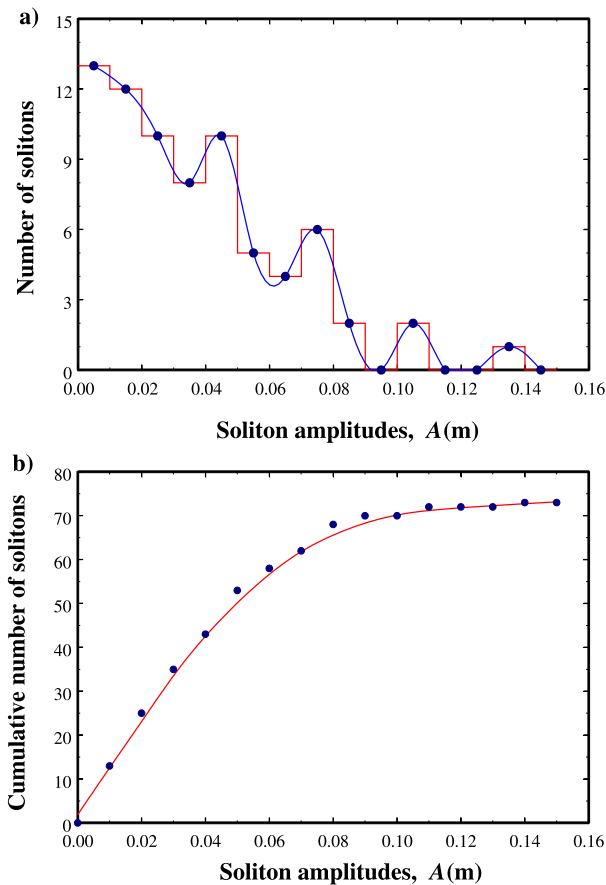 a)
15
12
9
6
3
0
Number of solitons
0.00 0.02 0.04 0.06 0.08 0.10 0.12 0.14 0.16
Soliton amplitudes, A(m)
b)
80
70
60
50
40
30
20
10
0
Cumulative number of solitons
0.00 0.02 0.04 0.06 0.08 0.10 0.12 0.14 0.16
Soliton amplitudes, A(m)